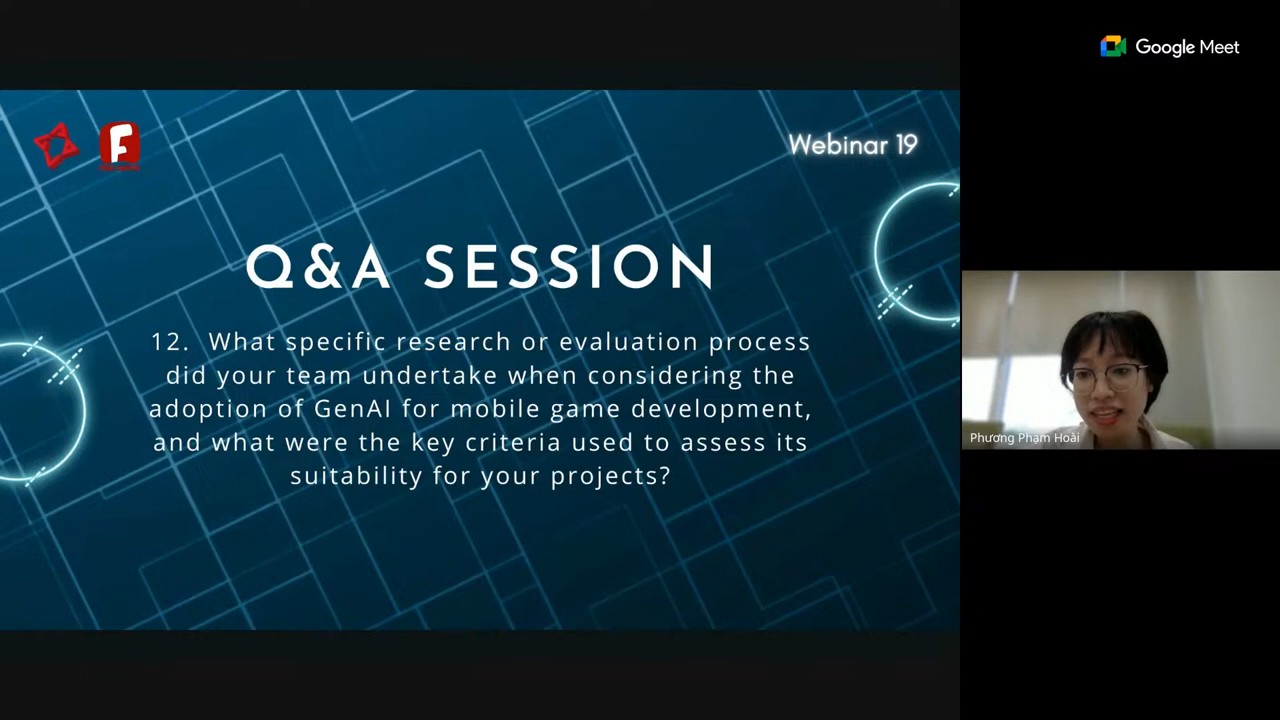 Google Meet
F
Webinar 19
Q&A SESSION
12. What specific research or evaluation process
did your team undertake when considering the
adoption of GenAI for mobile game development,
and what were the key criteria used to assess its
suitability for your projects?
Phương Phạm Hoài